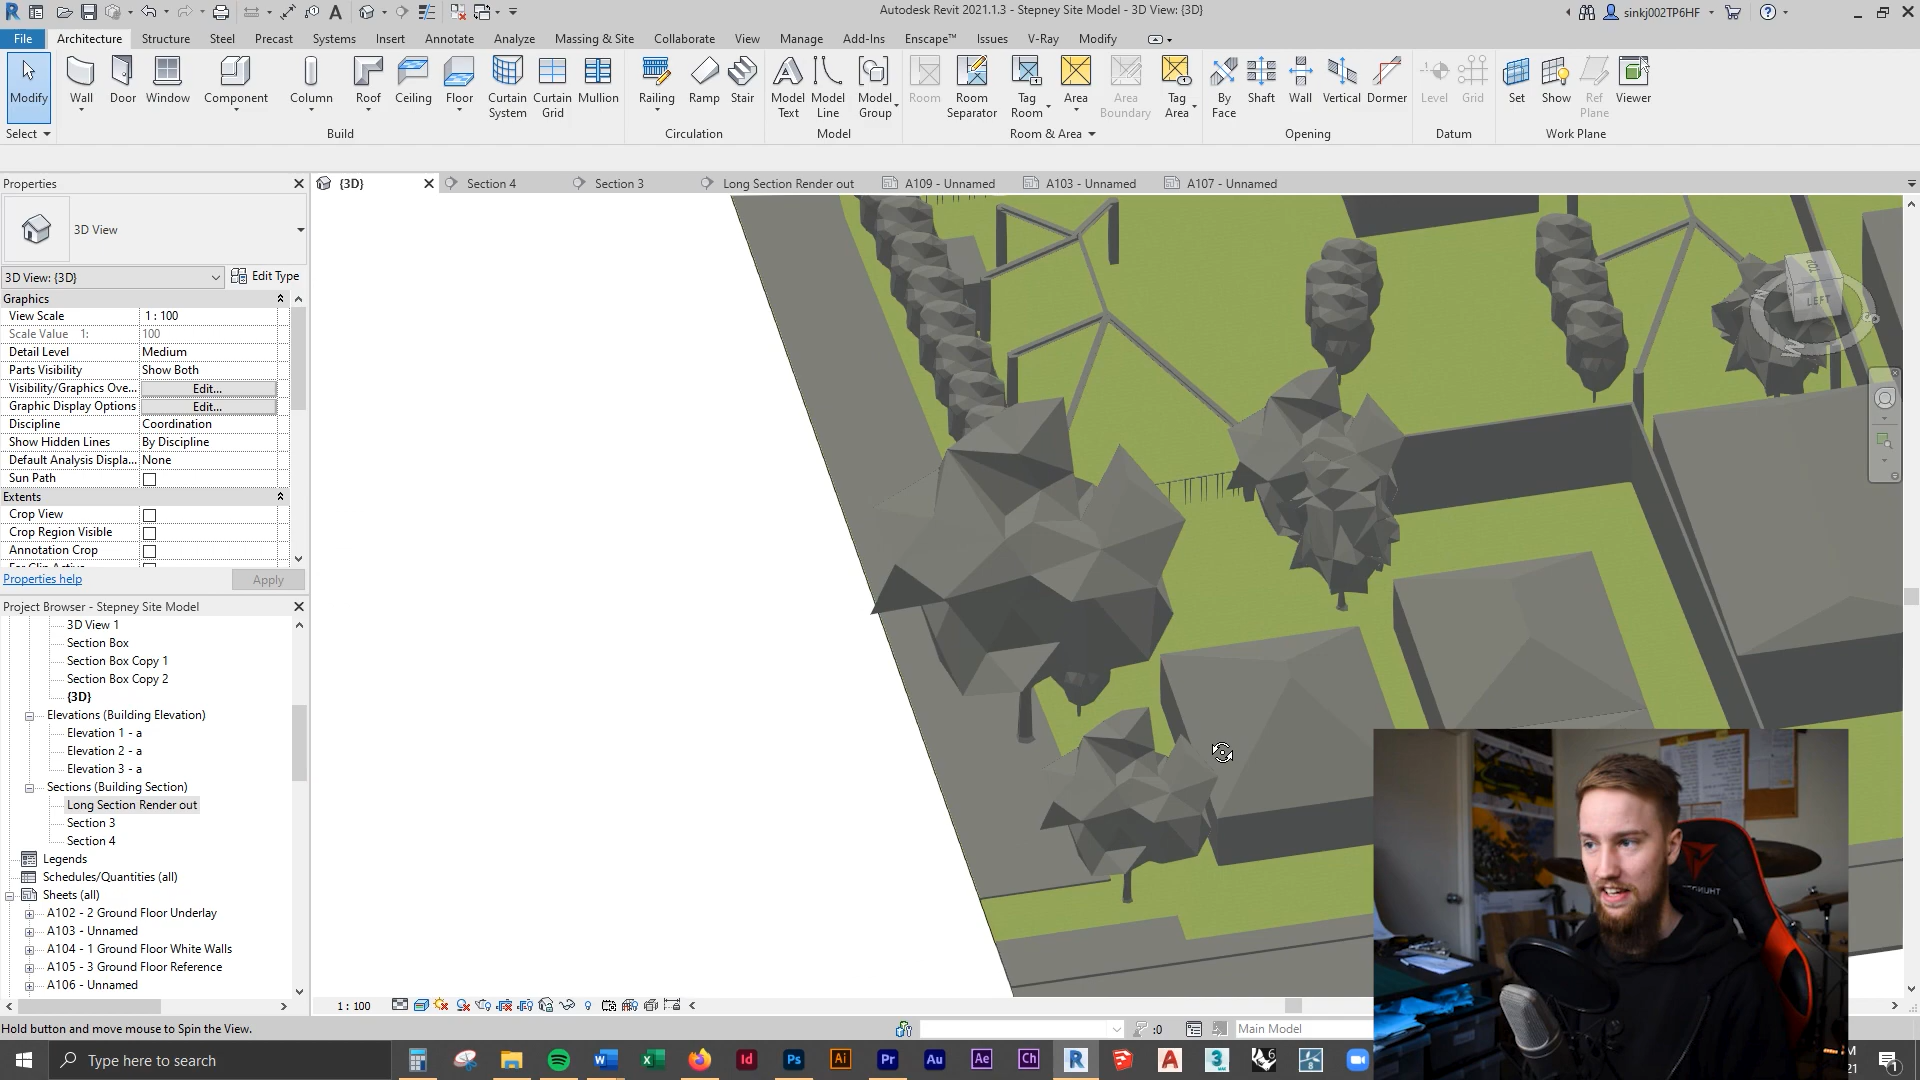 Autodesk Revit 2021.1.3 - Stepney Site Model - 3D View: {3D}
sinkj002TP6HF
File Architecture Structure Steel Precast Systems Insert Annotate Analyze Massing & Site Collaborate View Manage Add-Ins Enscape™ Issues V-Ray Modify
Modify Wall Door Window Component Column Roof Ceiling Floor Curtain System Curtain Grid Mullion Railing Ramp Stair Model Text Model Line Model Group Room Room Separator Tag Room Area Area Boundary Tag Area By Face Shaft Wall Vertical Dormer Level Grid Set Show Ref Plane Viewer
Select Build Circulation Model Room & Area Opening Datum Work Plane
Properties
{3D} Section 4 Section 3 Long Section Render out A109 - Unnamed A103 - Unnamed A107 - Unnamed
3D View
3D View: {3D} Edit Type
Graphics
View Scale 1 : 100
Scale Value 1: 100
Detail Level Medium
Parts Visibility Show Both
Visibility/Graphics Ove... Edit...
Graphic Display Options Edit...
Discipline Coordination
Show Hidden Lines By Discipline
Default Analysis Displa... None
Sun Path
Extents
Crop View
Crop Region Visible
Annotation Crop
Properties help Apply
TOP
LEFT
S
W
Project Browser - Stepney Site Model
3D View 1
Section Box
Section Box Copy 1
Section Box Copy 2
{3D}
Elevations (Building Elevation)
Elevation 1 - a
Elevation 2 - a
Elevation 3 - a
Sections (Building Section)
Long Section Render out
Section 3
Section 4
Legends
Schedules/Quantities (all)
Sheets (all)
A102 - 2 Ground Floor Underlay
A103 - Unnamed
A104 - 1 Ground Floor White Walls
A105 - 3 Ground Floor Reference
A106 - Unnamed
1 : 100
Hold button and move mouse to Spin the View.
:0
Main Model
Type here to search